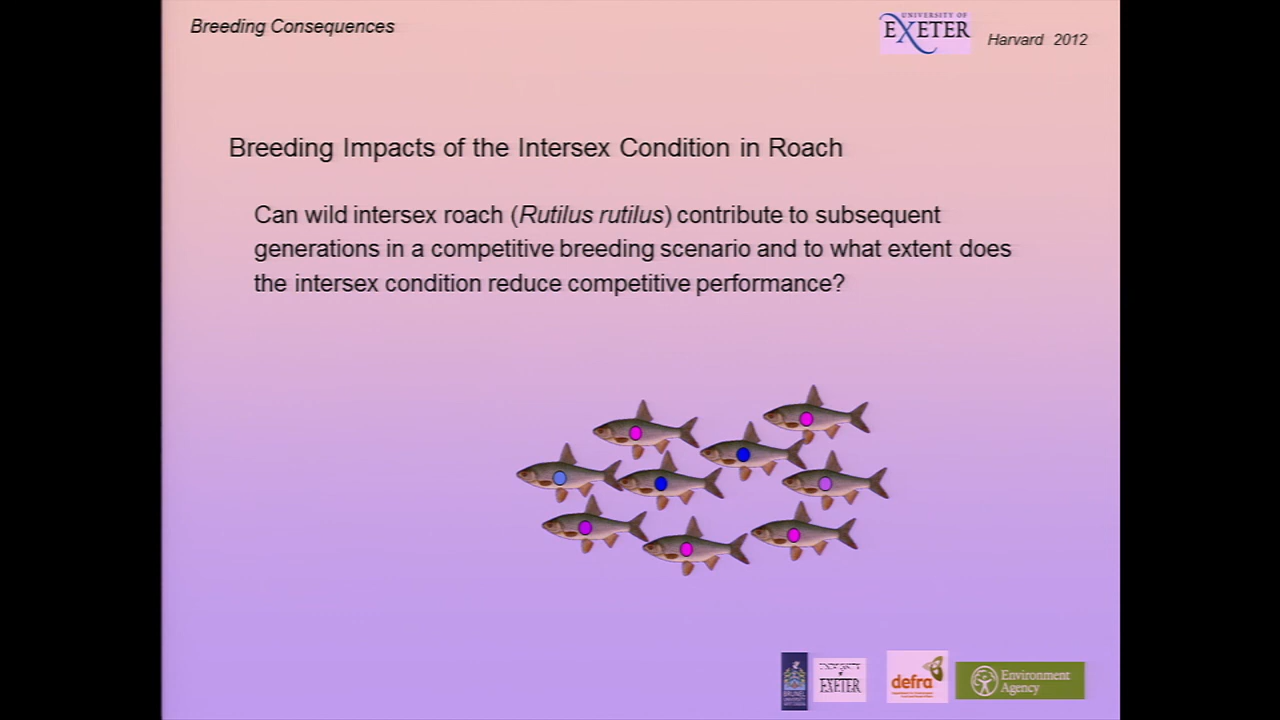 Breeding Consequences
UNIVERSITY OF
EXETER
Harvard 2012
Breeding Impacts of the Intersex Condition in Roach
Can wild intersex roach (Rutilus rutilus) contribute to subsequent
generations in a competitive breeding scenario and to what extent does
the intersex condition reduce competitive performance?
EXETER
defra
Environment
Agency